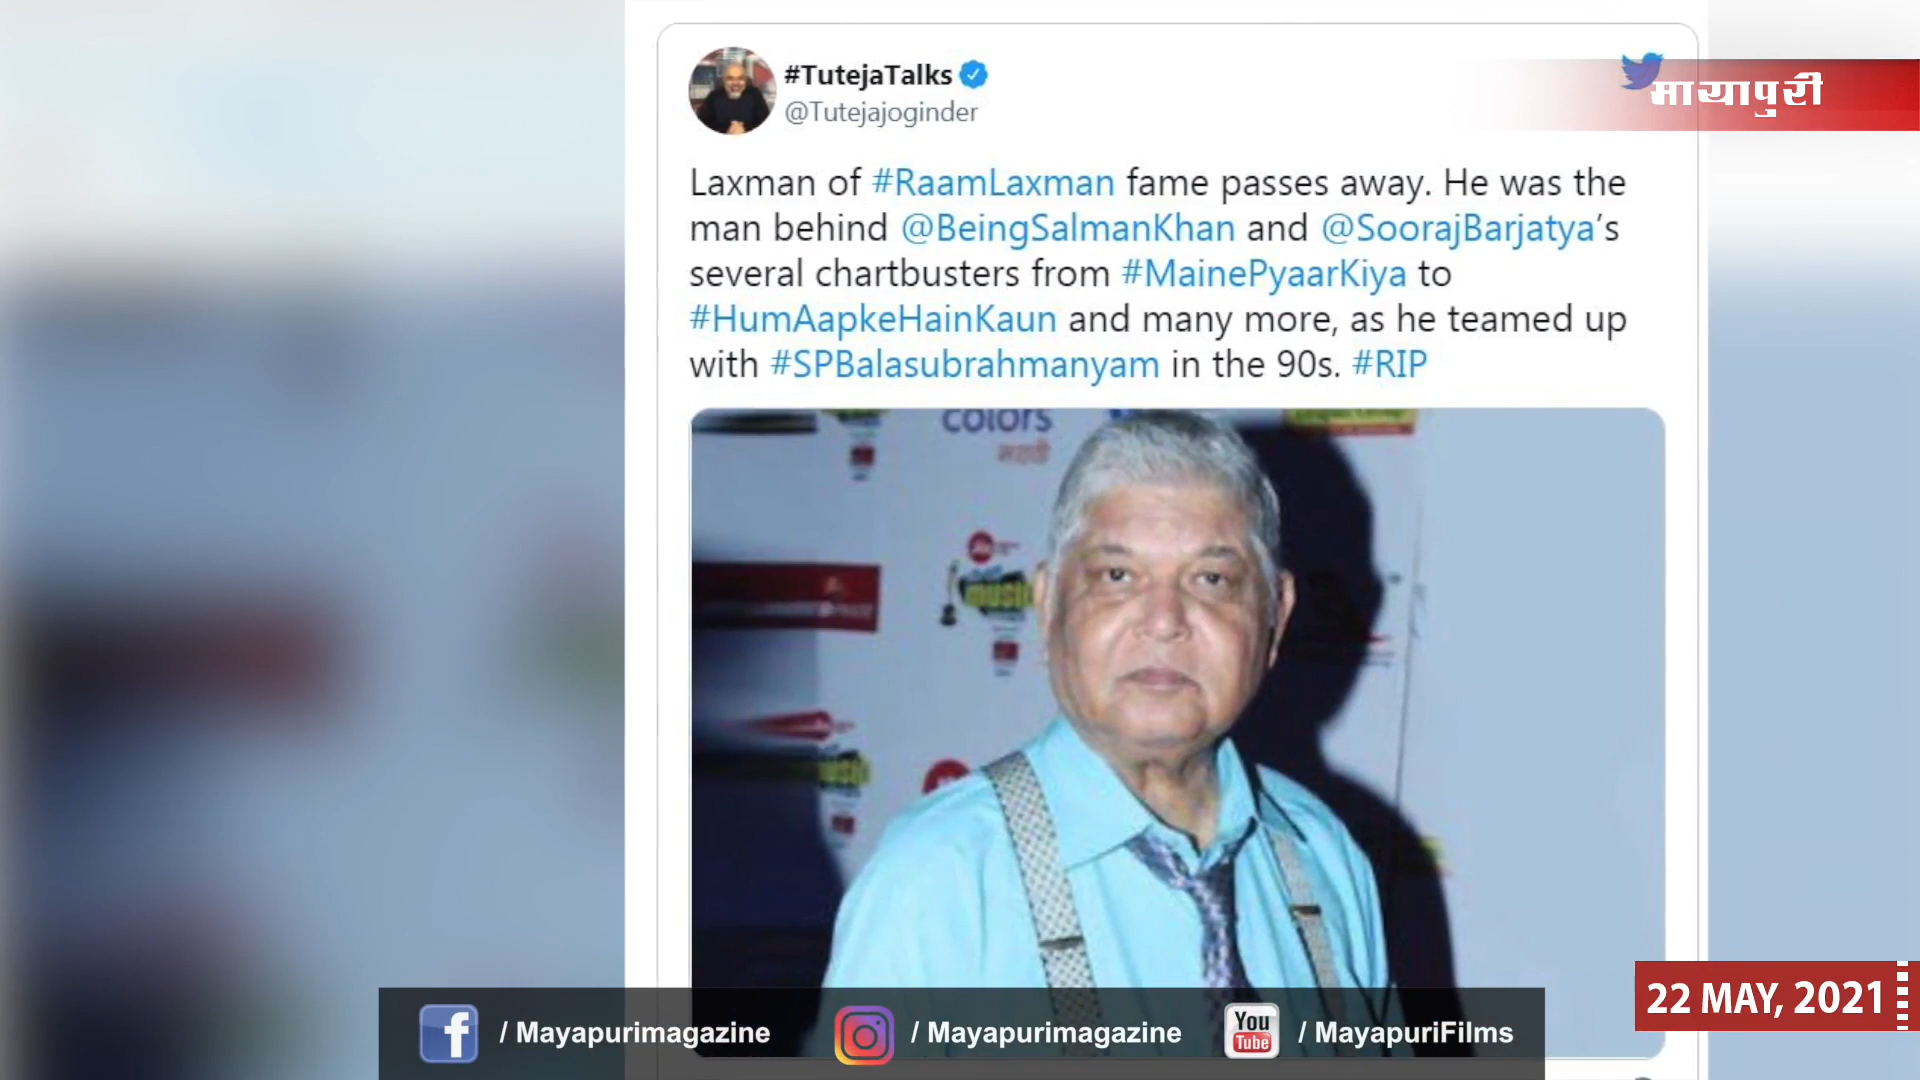 #TutejaTalks
@Tutejajoginder
मायापुरी
Laxman of #RaamLaxman fame passes away. He was the
man behind @BeingSalmanKhan and @SoorajBarjatya’s
several chartbusters from #MainePyaarKiya to
#HumAapkeHainKaun and many more, as he teamed up
with #SPBalasubrahmanyam in the 90s. #RIP
colors
मराठी
22 MAY, 2021
/ Mayapurimagazine
/ Mayapurimagazine
You
Tube
/ MayapuriFilms